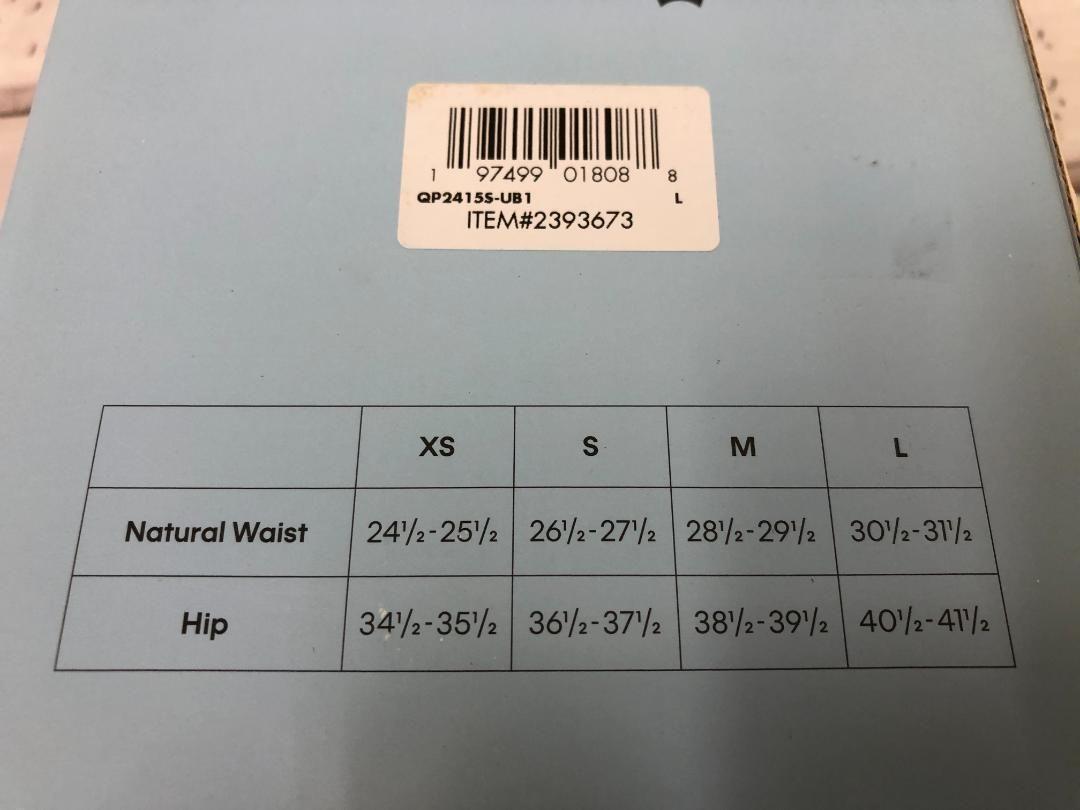 1 97499 01808 8
QP2415S-UB1 L
ITEM#2393673
XS S M L
Natural Waist 24¹/₂-25¹/₂ 26¹/₂-27¹/₂ 28¹/₂-29¹/₂ 30¹/₂-31¹/₂
Hip 34¹/₂-35¹/₂ 36¹/₂-37¹/₂ 38¹/₂-39¹/₂ 40¹/₂-41¹/₂